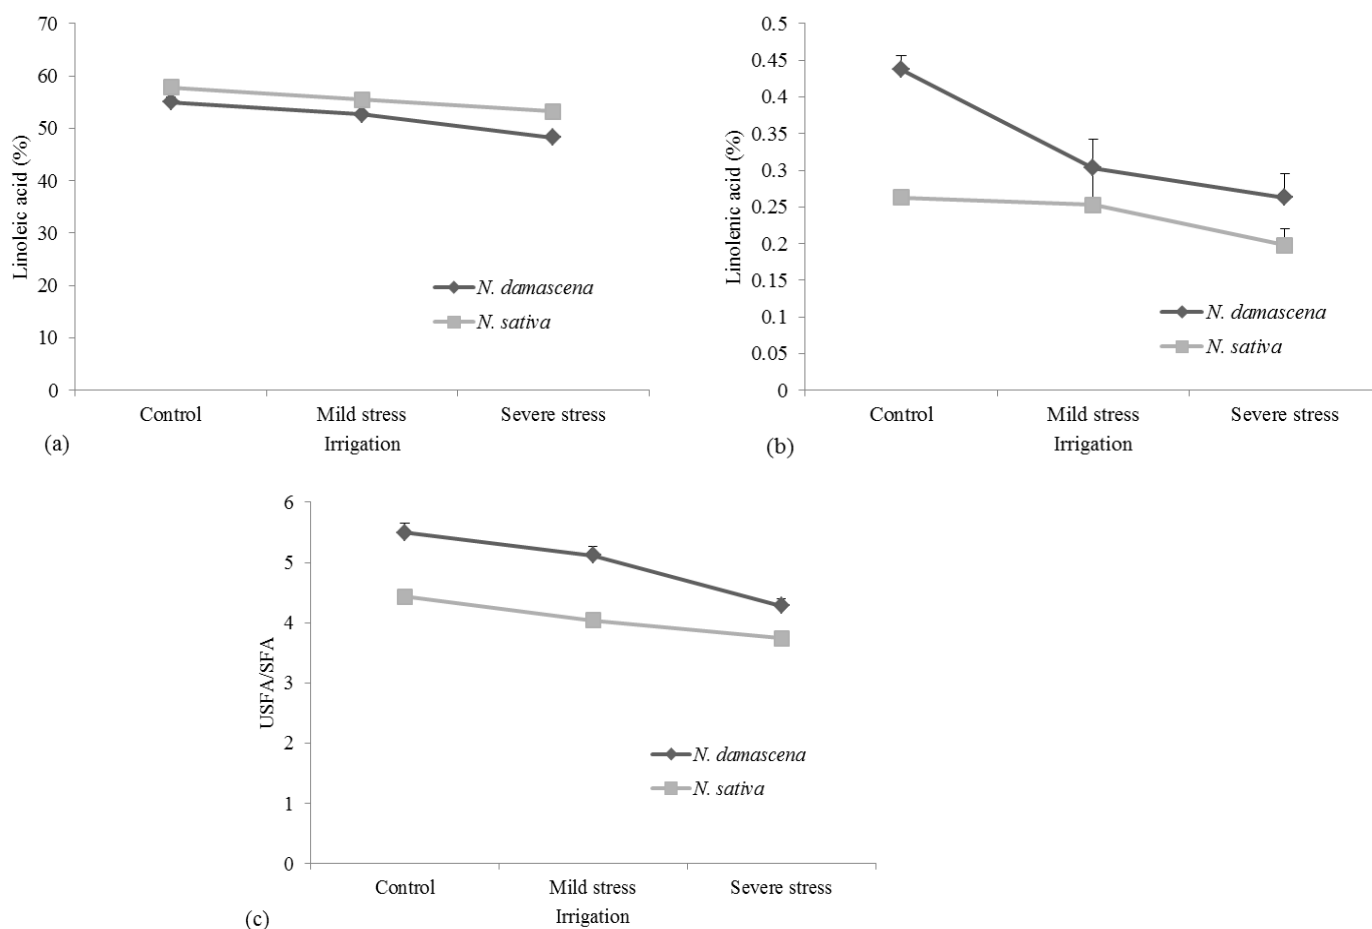 Linoleic acid (%)
70
60
50
40
30
20
10
0
N. damascena
N. sativa
Control
Mild stress
Severe stress
Irrigation
(a)
Linolenic acid (%)
0.5
0.45
0.4
0.35
0.3
0.25
0.2
0.15
0.1
0.05
0
N. damascena
N. sativa
Control
Mild stress
Severe stress
Irrigation
(b)
USFA/SFA
6
5
4
3
2
1
0
N. damascena
N. sativa
Control
Mild stress
Severe stress
Irrigation
(c)